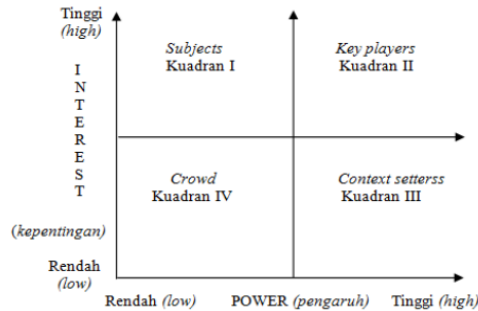 Tinggi
(high)
Subjects
Kuadran I
Key players
Kuadran II
I
N
T
E
R
E
S
T
(kepentingan)
Crowd
Kuadran IV
Context setterss
Kuadran III
Rendah
(low)
Rendah (low) POWER (pengaruh) Tinggi (high)